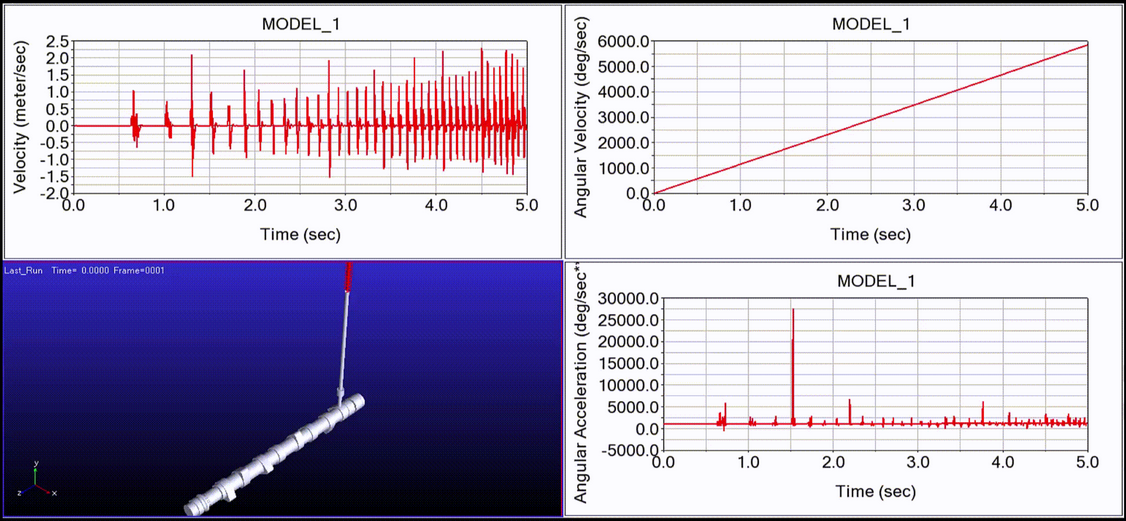 MODEL_1
Velocity (meter/sec)
2.5
2.0
1.5
1.0
0.5
0.0
-0.5
-1.0
-1.5
-2.0
0.0 1.0 2.0 3.0 4.0 5.0
Time (sec)
MODEL_1
Angular Velocity (deg/sec)
6000.0
5000.0
4000.0
3000.0
2000.0
1000.0
0.0
0.0 1.0 2.0 3.0 4.0 5.0
Time (sec)
Last_Run Time= 0.0000 Frame=0001
y
z
x
MODEL_1
Angular Acceleration (deg/sec**
30000.0
25000.0
20000.0
15000.0
10000.0
5000.0
0.0
-5000.0
0.0 1.0 2.0 3.0 4.0 5.0
Time (sec)